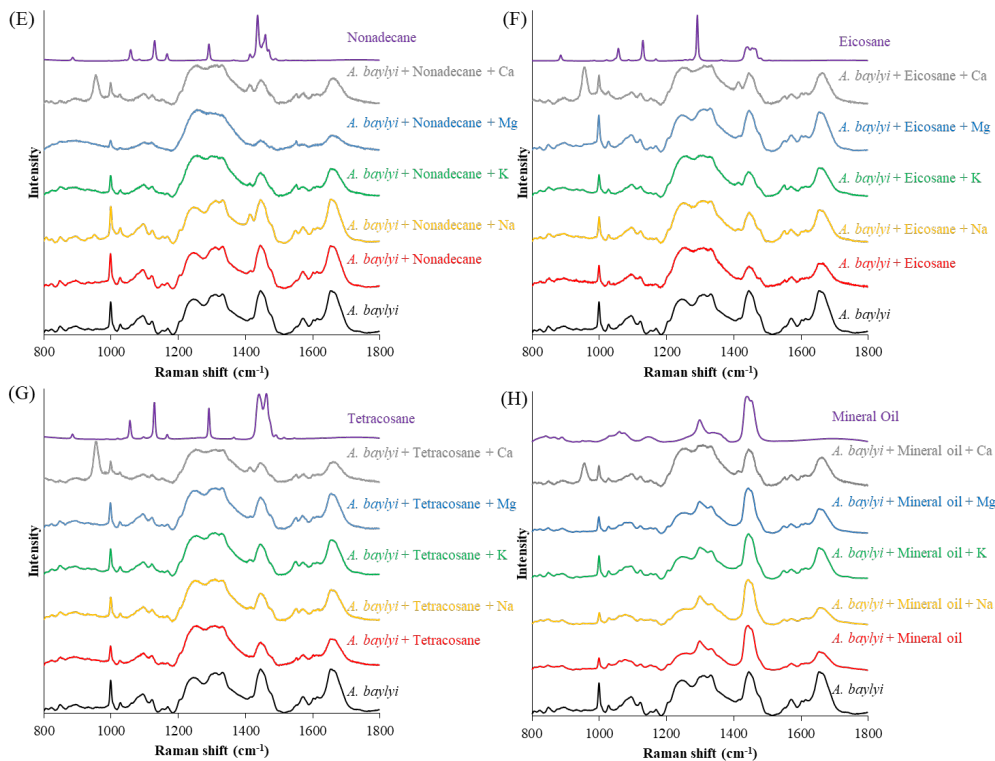 (E)
Nonadecane
A. baylyi + Nonadecane + Ca
A. baylyi + Nonadecane + Mg
A. baylyi + Nonadecane + K
A. baylyi + Nonadecane + Na
A. baylyi + Nonadecane
A. baylyi
Intensity
800 1000 1200 1400 1600 1800
Raman shift (cm-1)
(F)
Eicosane
A. baylyi + Eicosane + Ca
A. baylyi + Eicosane + Mg
A. baylyi + Eicosane + K
A. baylyi + Eicosane + Na
A. baylyi + Eicosane
A. baylyi
Intensity
800 1000 1200 1400 1600 1800
Raman shift (cm-1)
(G)
Tetracosane
A. baylyi + Tetracosane + Ca
A. baylyi + Tetracosane + Mg
A. baylyi + Tetracosane + K
A. baylyi + Tetracosane + Na
A. baylyi + Tetracosane
A. baylyi
Intensity
800 1000 1200 1400 1600 1800
Raman shift (cm-1)
(H)
Mineral Oil
A. baylyi + Mineral oil + Ca
A. baylyi + Mineral oil + Mg
A. baylyi + Mineral oil + K
A. baylyi + Mineral oil + Na
A. baylyi + Mineral oil
A. baylyi
Intensity
800 1000 1200 1400 1600 1800
Raman shift (cm-1)